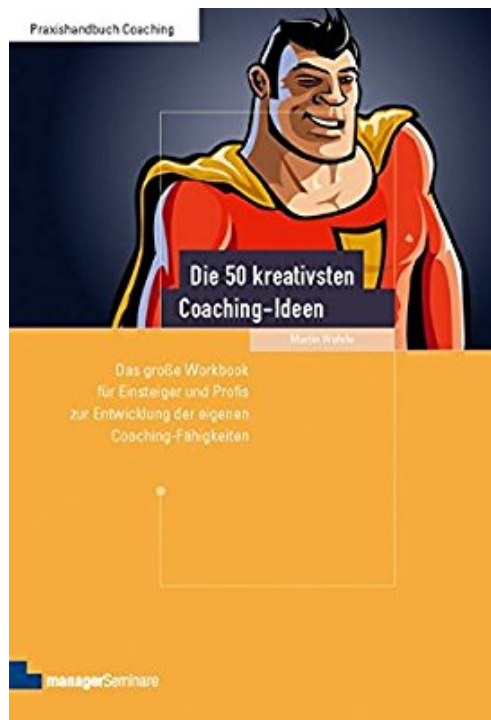 Praxishandbuch Coaching
Die 50 kreativsten
Coaching-Ideen
Martin Wehrle
Das große Workbook
für Einsteiger und Profis
zur Entwicklung der eigenen
Coaching-Fähigkeiten
managerSeminare